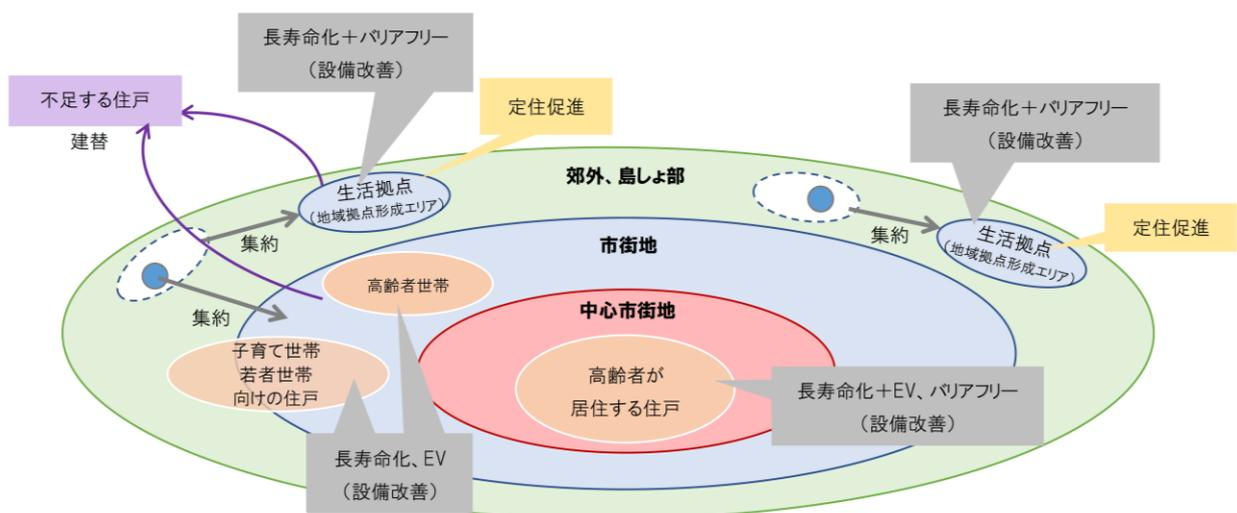 長寿命化＋バリアフリー
（設備改善）
不足する住戸
建替
定住促進
長寿命化＋バリアフリー
（設備改善）
郊外、島しょ部
生活拠点
（地域拠点形成エリア）
集約
集約
生活拠点
（地域拠点形成エリア）
定住促進
市街地
高齢者世帯
集約
中心市街地
子育て世帯
若者世帯
向けの住戸
高齢者が
居住する住戸
長寿命化＋EV、バリアフリー
（設備改善）
長寿命化、EV
（設備改善）